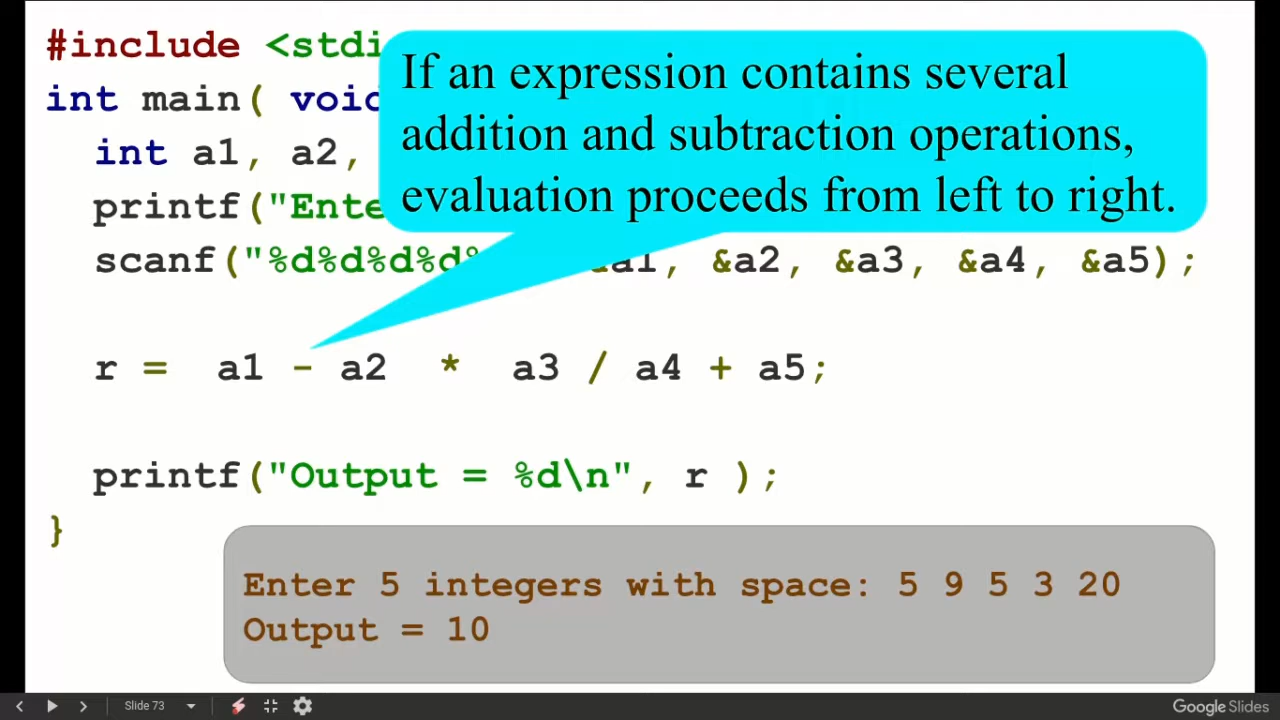 #include <stdi
int main( void
If an expression contains several
addition and subtraction operations,
evaluation proceeds from left to right.
int a1, a2,
printf("Ente
scanf("%d%d%d%d% &a1, &a2, &a3, &a4, &a5);
r = a1 - a2 * a3 / a4 + a5;
printf("Output = %d\n", r );
}
Enter 5 integers with space: 5 9 5 3 20
Output = 10
Slide 73
Google Slides